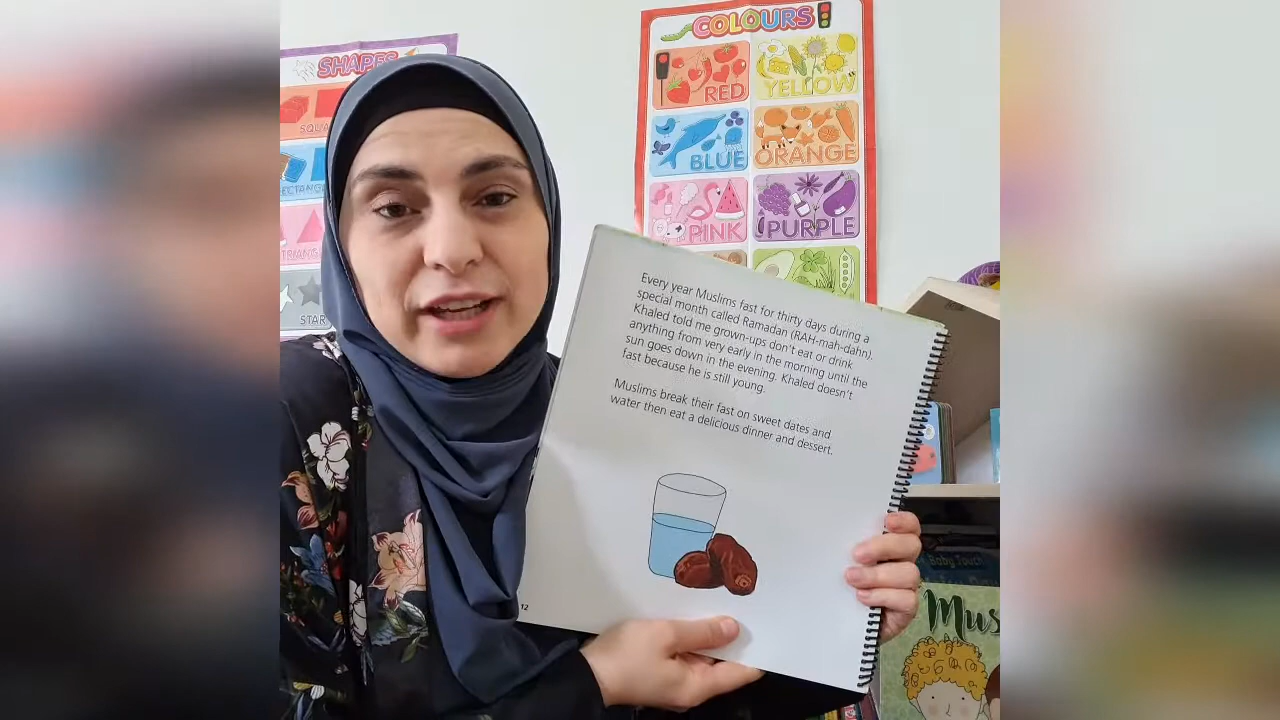 SHAPES
SQUA
ECTANGL
TRIANG
STAR
COLOURS
RED
YELLOW
BLUE
ORANGE
PINK
PURPLE
Every year Muslims fast for thirty days during a
special month called Ramadan (RAH-mah-dahn).
Khaled told me grown-ups don't eat or drink
anything from very early in the morning until the
sun goes down in the evening. Khaled doesn't
fast because he is still young.
Muslims break their fast on sweet dates and
water then eat a delicious dinner and dessert.
12
Baby Touch
Mus